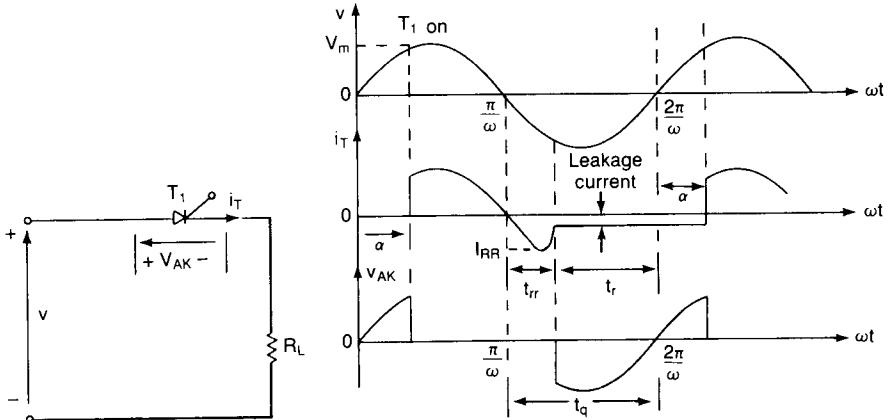 v
T₁ on
Vₘ
0
π/ω
2π/ω
ωt
i_T
Leakage
current
α
0
ωt
α
I_RR
t_rr
t_r
v_AK
0
π/ω
2π/ω
ωt
t_q
T₁
i_T
+
+ V_AK −
v
R_L
−